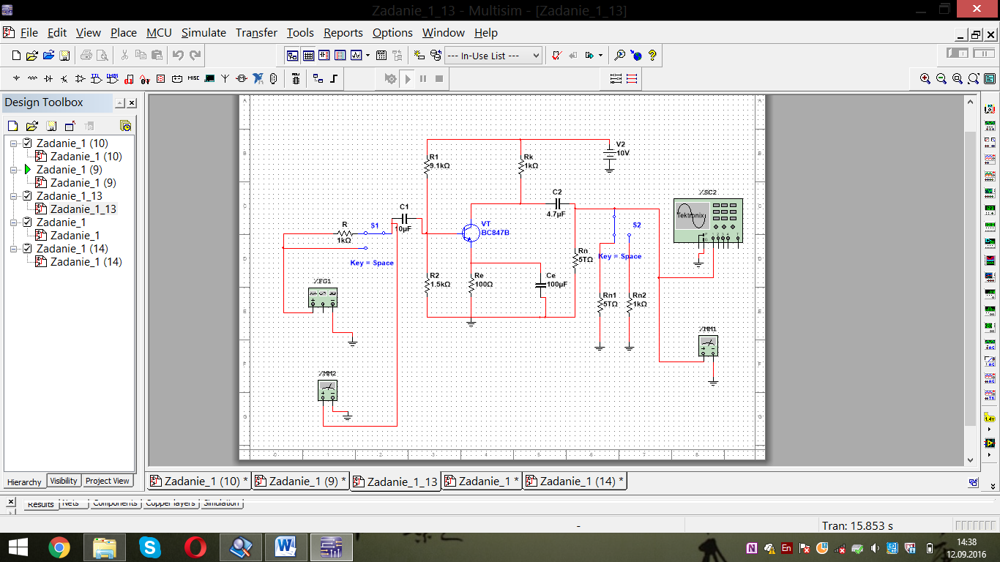 Zadanie_1_13 - Multisim - [Zadanie_1_13]
File Edit View Place MCU Simulate Transfer Tools Reports Options Window Help
--- In-Use List ---
MISC
Design Toolbox
Zadanie_1 (10)
Zadanie_1 (10)
Zadanie_1 (9)
Zadanie_1 (9)
Zadanie_1_13
Zadanie_1_13
Zadanie_1
Zadanie_1
Zadanie_1 (14)
Zadanie_1 (14)
Hierarchy Visibility Project View
V2
10V
R1
9.1kΩ
Rk
1kΩ
C2
4.7µF
XSC2
Tektronix
C1
10µF
R
1kΩ
S1
Key = Space
VT
BC847B
S2
Key = Space
Rn
5TΩ
XFG1
R2
1.5kΩ
Re
100Ω
Ce
100µF
Rn1
5TΩ
Rn2
1kΩ
XMM1
XMM2
Zadanie_1 (10) * Zadanie_1 (9) * Zadanie_1_13 Zadanie_1 * Zadanie_1 (14) *
Results Nets Components Copper layers Simulation
-
Tran: 15.853 s
En
14:38
12.09.2016